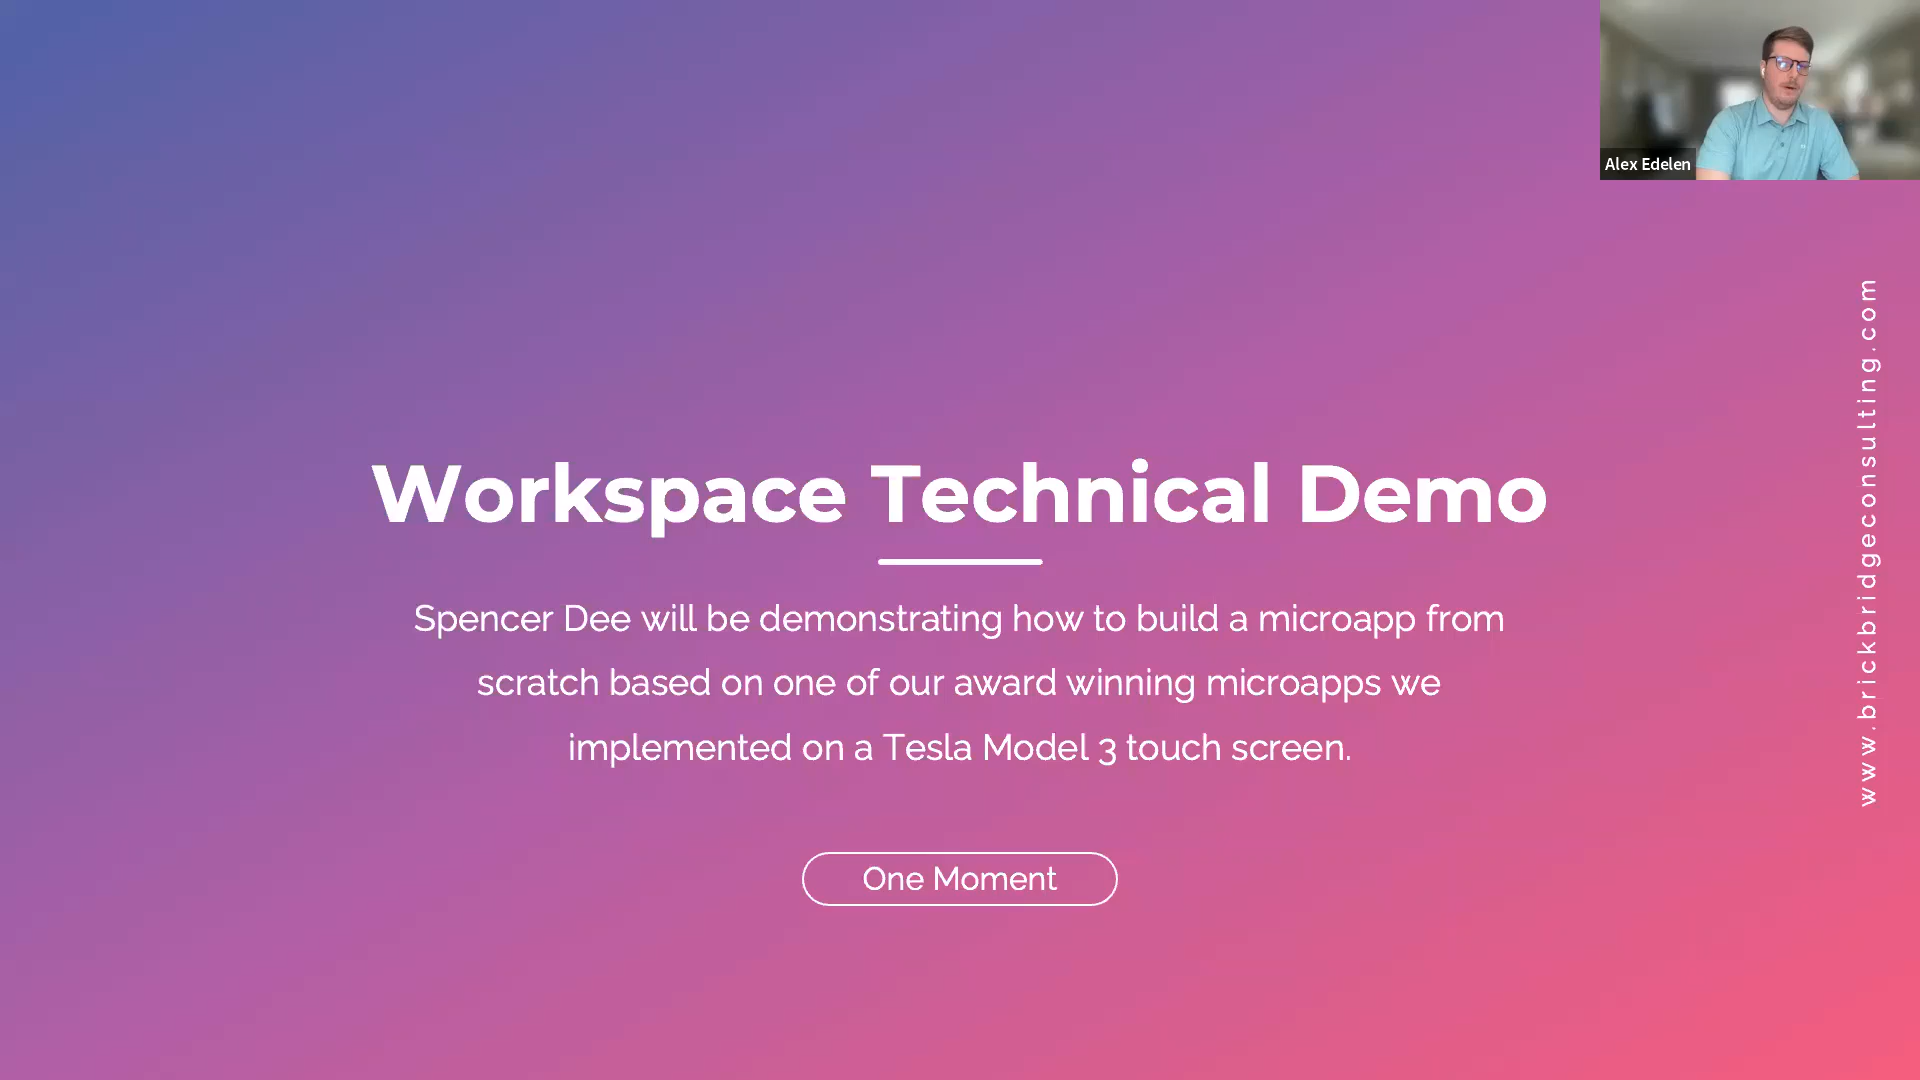 Alex Edelen
Workspace Technical Demo
Spencer Dee will be demonstrating how to build a microapp from
scratch based on one of our award winning microapps we
implemented on a Tesla Model 3 touch screen.
One Moment
www.brickbridgeconsulting.com